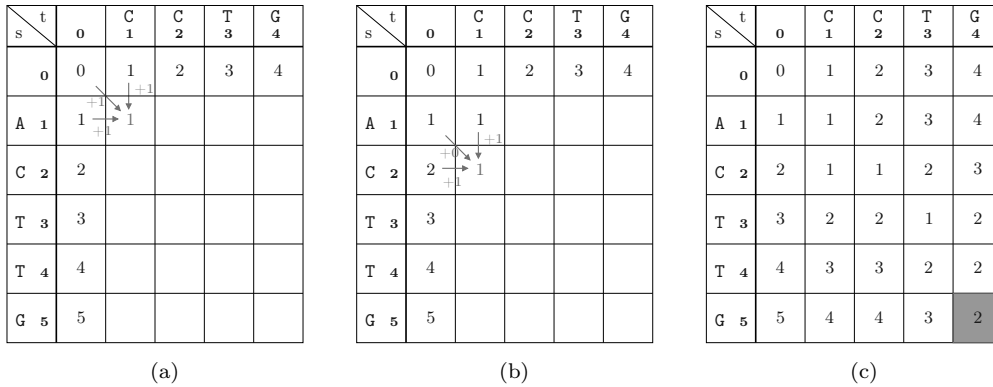 t C C T G
s 0 1 2 3 4
0 0 1 2 3 4
+1 +1
A 1 1 1
+1
C 2 2
T 3 3
T 4 4
G 5 5
(a)
t C C T G
s 0 1 2 3 4
0 0 1 2 3 4
A 1 1 1
+0 +1
C 2 2 1
+1
T 3 3
T 4 4
G 5 5
(b)
t C C T G
s 0 1 2 3 4
0 0 1 2 3 4
A 1 1 1 2 3 4
C 2 2 1 1 2 3
T 3 3 2 2 1 2
T 4 4 3 3 2 2
G 5 5 4 4 3 2
(c)